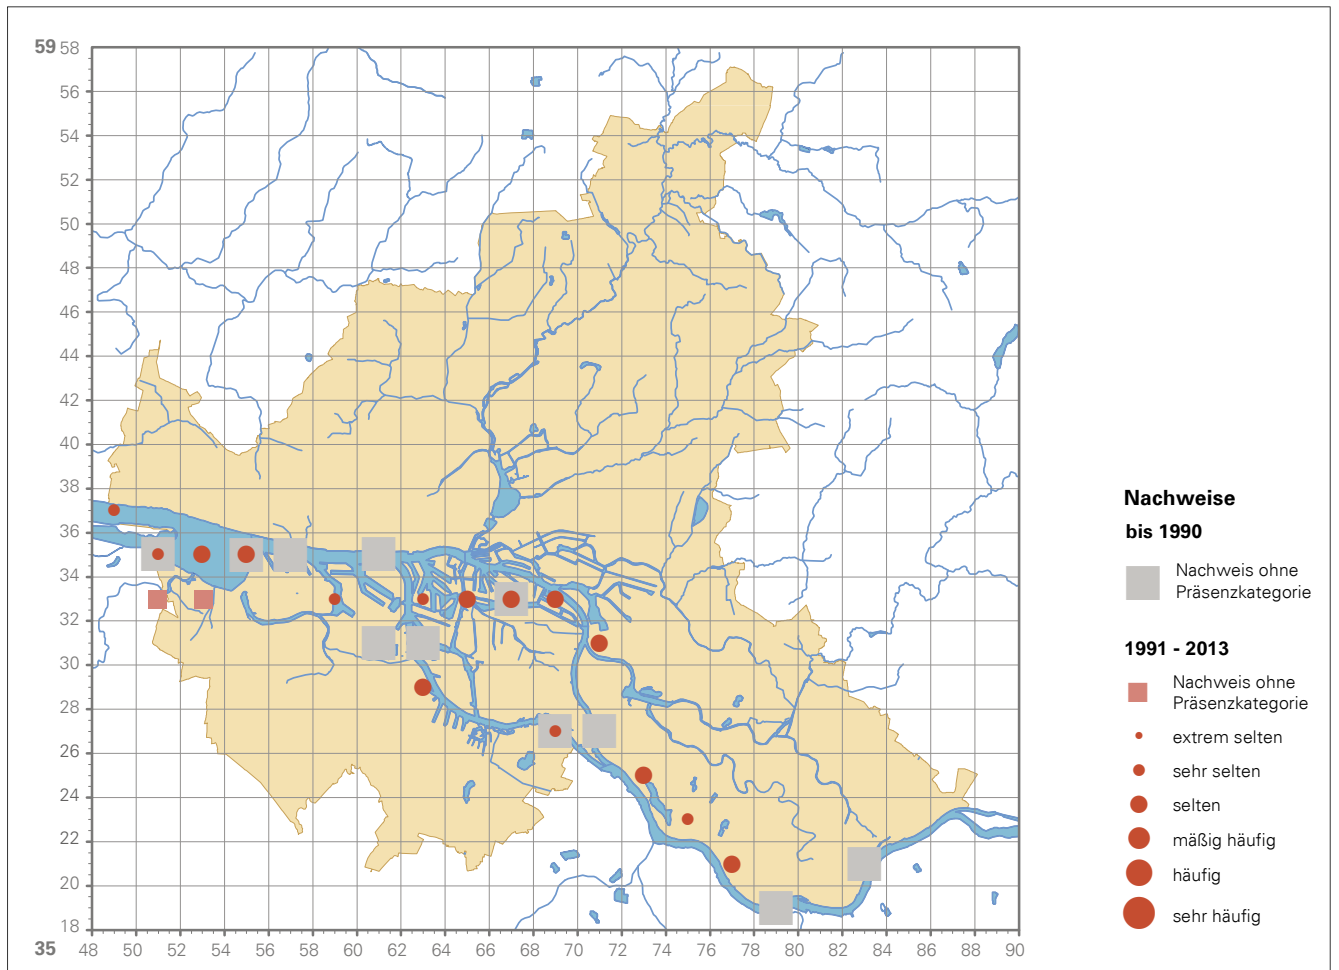 59 58
56
54
52
50
48
46
44
42
40
38
36
34
32
30
28
26
24
22
20
18
35 48 50 52 54 56 58 60 62 64 66 68 70 72 74 76 78 80 82 84 86 88 90
Nachweise
bis 1990
Nachweis ohne
Präsenzkategorie
1991 - 2013
Nachweis ohne
Präsenzkategorie
extrem selten
sehr selten
selten
mäßig häufig
häufig
sehr häufig